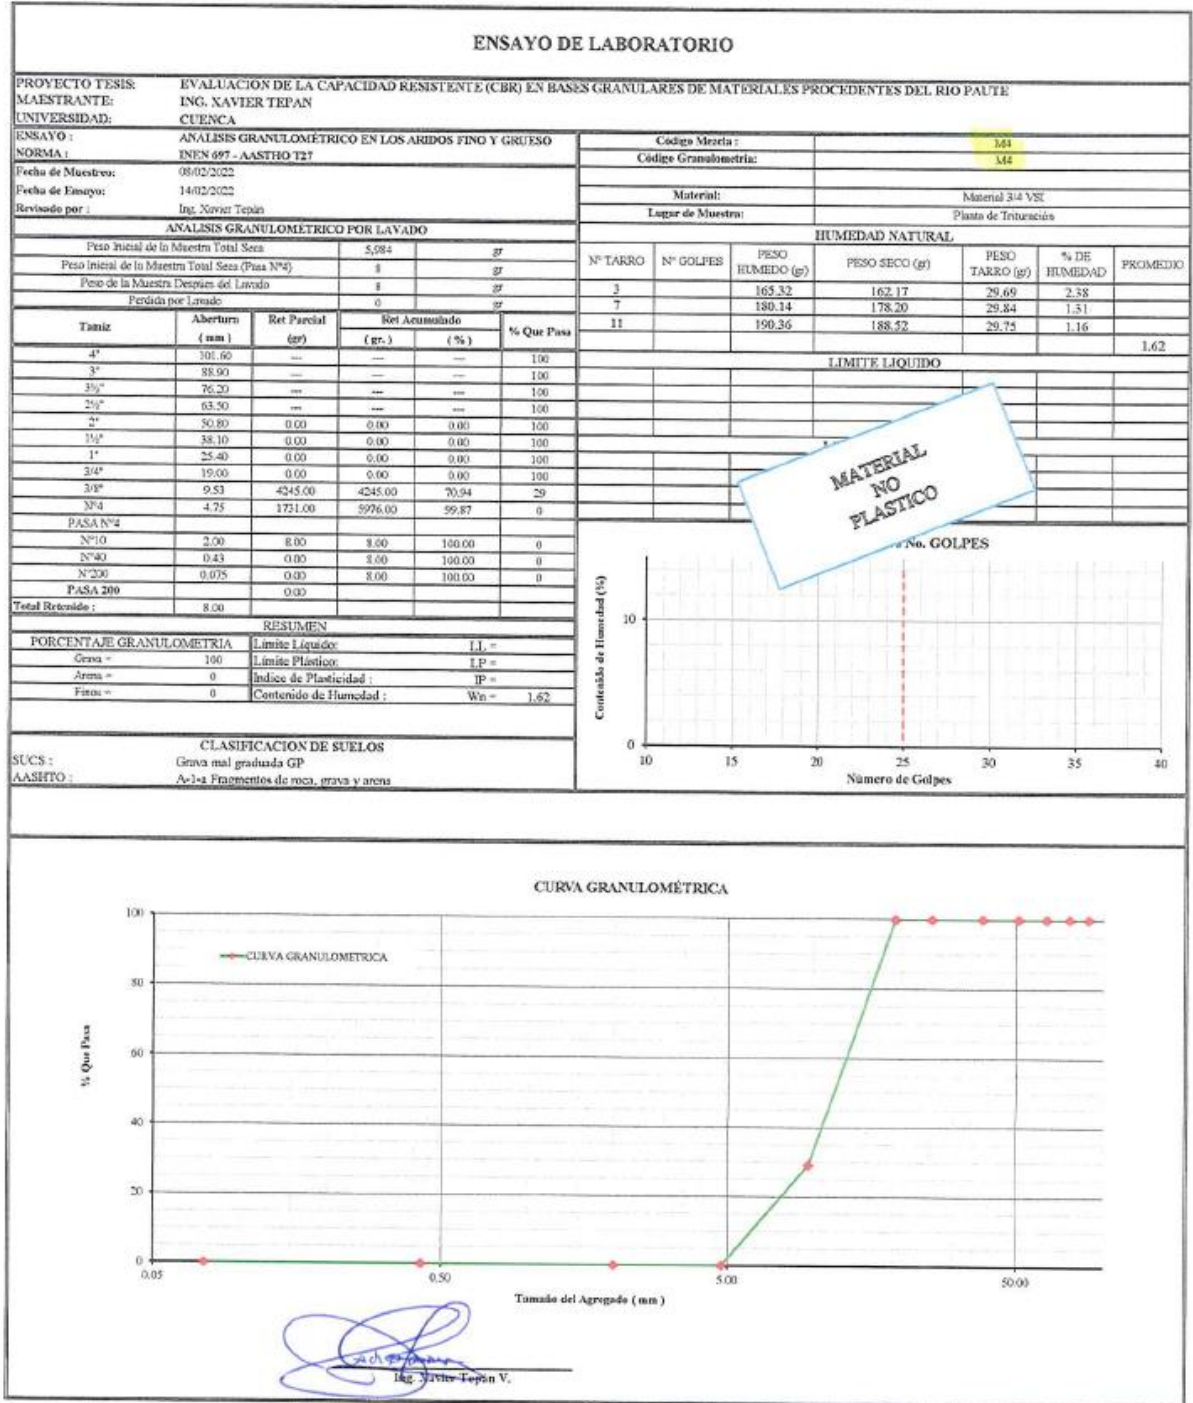 ENSAYO DE LABORATORIO
PROYECTO TESIS: EVALUACION DE LA CAPACIDAD RESISTENTE (CBR) EN BASES GRANULARES DE MATERIALES PROCEDENTES DEL RIO PAUTE
MAESTRANTE: ING. XAVIER TEPAN
UNIVERSIDAD: CUENCA
ENSAYO : ANALISIS GRANULOMÉTRICO EN LOS ARIDOS FINO Y GRUESO
NORMA : INEN 697 - AASTHO T27
Fecha de Muestreo: 08/02/2022
Fecha de Ensayo: 14/02/2022
Revisado por : Ing. Xavier Tepán
Código Mezcla : M4
Código Granulometría: M4
Material: Material 3/4 VSI
Lugar de Muestra: Planta de Trituración
ANALISIS GRANULOMÉTRICO POR LAVADO
Peso Inicial de la Muestra Total Seca 5,984 gr
Peso Inicial de la Muestra Total Seca (Pasa Nº4) 8 gr
Peso de la Muestra Despues del Lavado 8 gr
Perdida por Lavado 0 gr
Tamiz Abertura (mm) Ret Parcial (gr) Ret Acumulado (gr.) (%) % Que Pasa
4" 101.60 --- --- --- 100
3" 88.90 --- --- --- 100
3½" 76.20 --- --- --- 100
2½" 63.50 --- --- --- 100
2" 50.80 0.00 0.00 0.00 100
1½" 38.10 0.00 0.00 0.00 100
1" 25.40 0.00 0.00 0.00 100
3/4" 19.00 0.00 0.00 0.00 100
3/8" 9.53 4245.00 4245.00 70.94 29
Nº4 4.75 1731.00 5976.00 99.87 0
PASA Nº4
Nº10 2.00 8.00 8.00 100.00 0
Nº40 0.43 0.00 8.00 100.00 0
Nº200 0.075 0.00 8.00 100.00 0
PASA 200 0.00
Total Retenido : 8.00
RESUMEN
PORCENTAJE GRANULOMETRIA
Grava = 100
Arena = 0
Finos = 0
Límite Líquido: LL =
Límite Plástico: LP =
Indice de Plasticidad : IP =
Contenido de Humedad : Wn = 1.62
CLASIFICACION DE SUELOS
SUCS : Grava mal graduada GP
AASHTO : A-1-a Fragmentos de roca, grava y arena
HUMEDAD NATURAL
Nº TARRO Nº GOLPES PESO HUMEDO (gr) PESO SECO (gr) PESO TARRO (gr) % DE HUMEDAD PROMEDIO
3 165.32 162.17 29.69 2.38
7 180.14 178.20 29.84 1.31
11 190.36 188.52 29.75 1.16
1.62
LIMITE LIQUIDO
MATERIAL
NO
PLASTICO
No. GOLPES
Contenido de Humedad (%)
10
0
10 15 20 25 30 35 40
Número de Golpes
CURVA GRANULOMÉTRICA
CURVA GRANULOMETRICA
% Que Pasa
100
80
60
40
20
0
0.05 0.50 5.00 50.00
Tamaño del Agregado ( mm )
Ing. Xavier Tepán V.